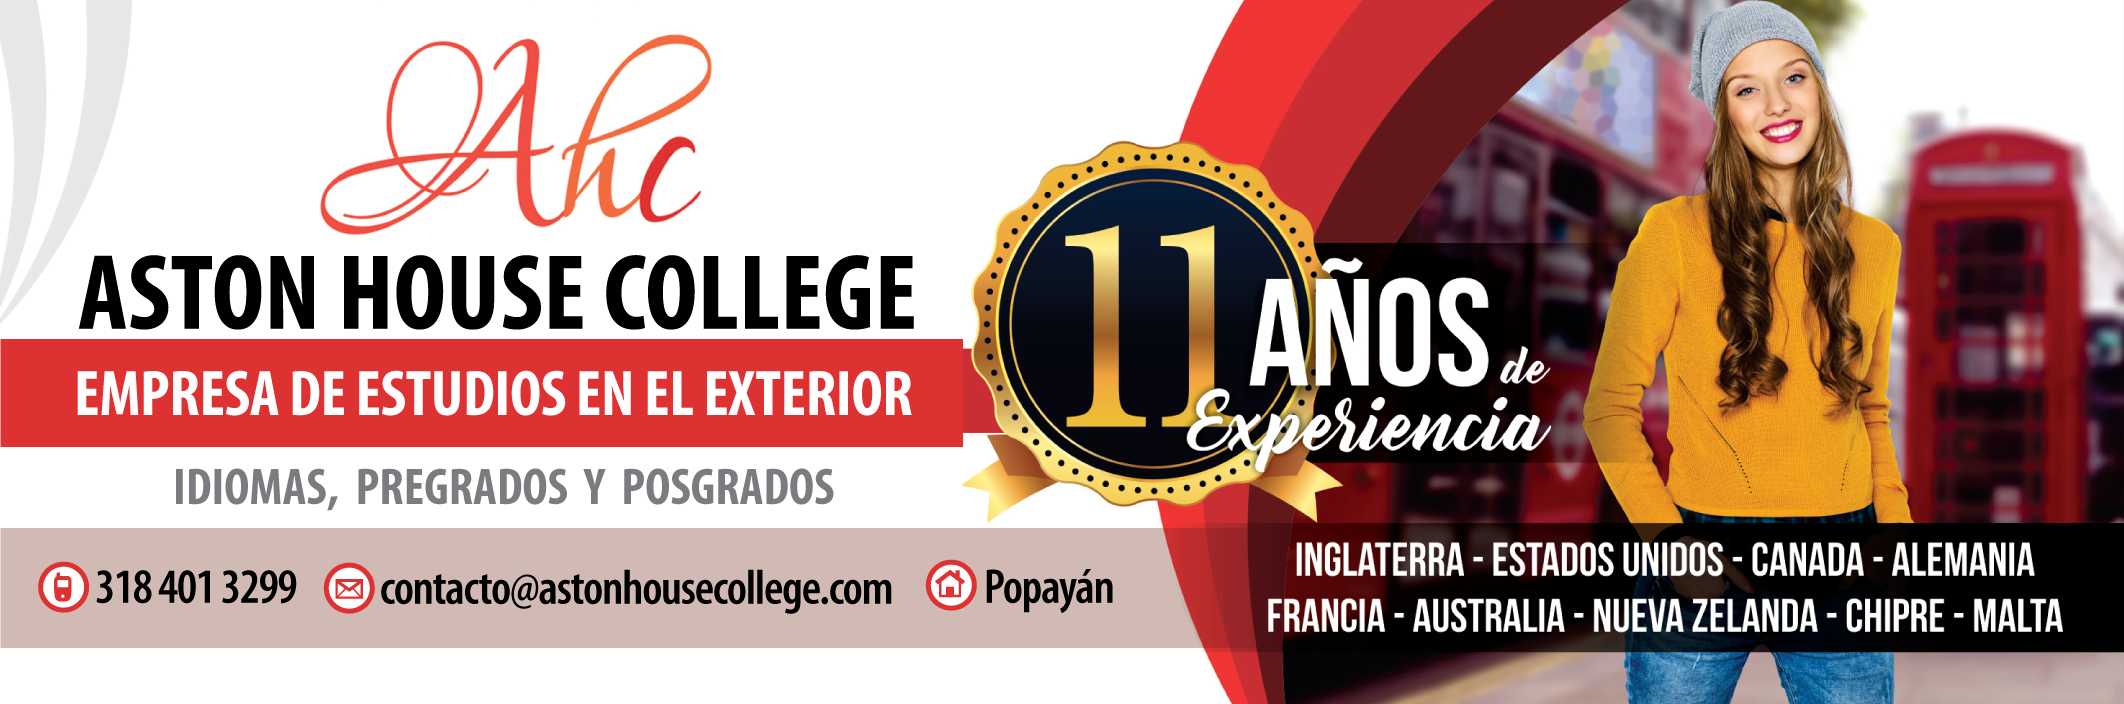 Ahc
ASTON HOUSE COLLEGE
EMPRESA DE ESTUDIOS EN EL EXTERIOR
IDIOMAS, PREGRADOS Y POSGRADOS
318 401 3299 contacto@astonhousecollege.com Popayán
11 AÑOS de
Experiencia
INGLATERRA - ESTADOS UNIDOS - CANADA - ALEMANIA
FRANCIA - AUSTRALIA - NUEVA ZELANDA - CHIPRE - MALTA